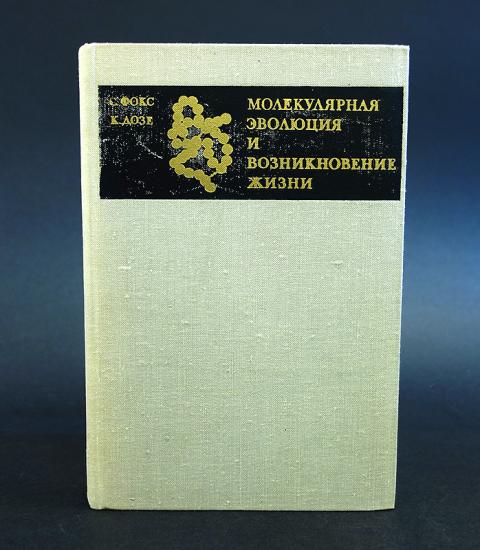 С. ФОКС
К. ДОЗЕ
МОЛЕКУЛЯРНАЯ
ЭВОЛЮЦИЯ
И
ВОЗНИКНОВЕНИЕ
ЖИЗНИ